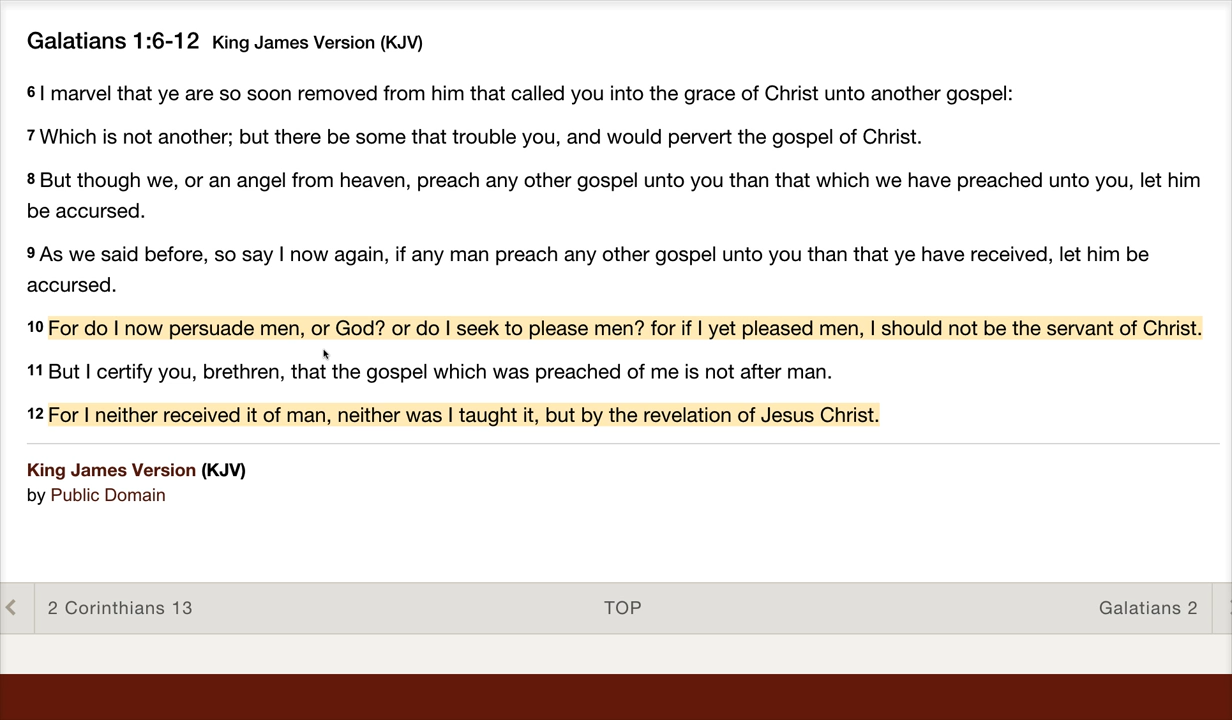 Galatians 1:6-12 King James Version (KJV)
6 I marvel that ye are so soon removed from him that called you into the grace of Christ unto another gospel:
7 Which is not another; but there be some that trouble you, and would pervert the gospel of Christ.
8 But though we, or an angel from heaven, preach any other gospel unto you than that which we have preached unto you, let him
be accursed.
9 As we said before, so say I now again, if any man preach any other gospel unto you than that ye have received, let him be
accursed.
10 For do I now persuade men, or God? or do I seek to please men? for if I yet pleased men, I should not be the servant of Christ.
11 But I certify you, brethren, that the gospel which was preached of me is not after man.
12 For I neither received it of man, neither was I taught it, but by the revelation of Jesus Christ.
King James Version (KJV)
by Public Domain
2 Corinthians 13 TOP Galatians 2